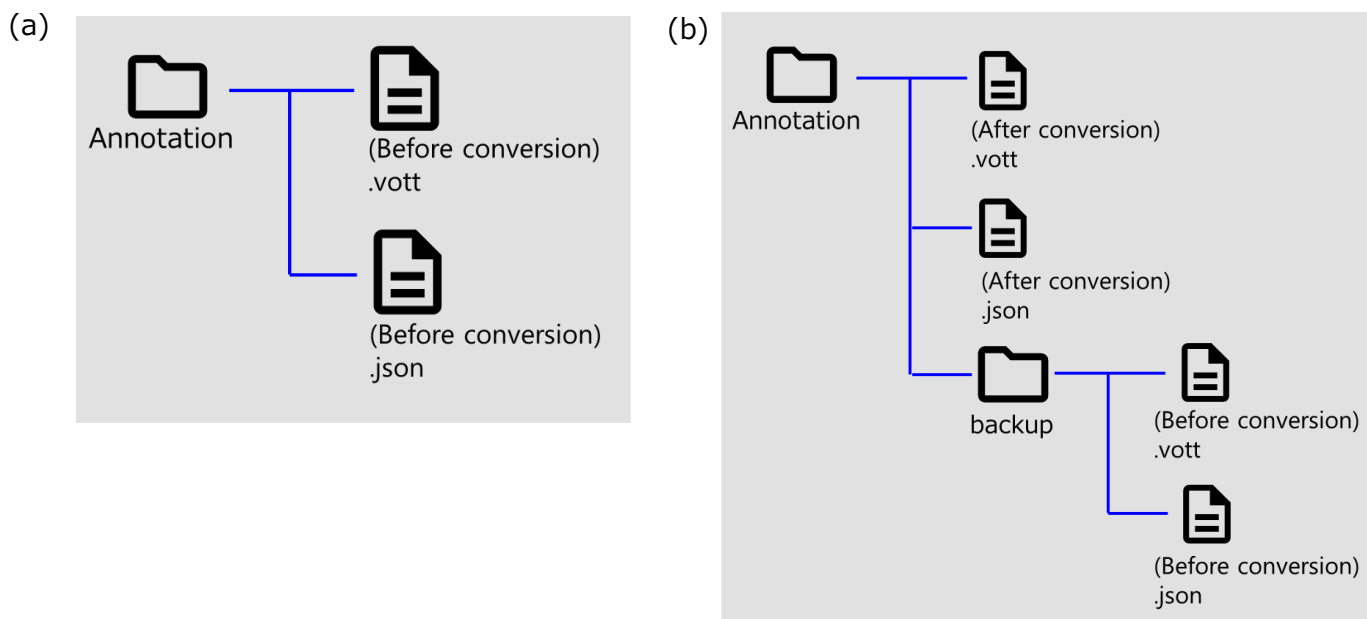 (a)
Annotation
(Before conversion)
.vott
(Before conversion)
.json
(b)
Annotation
(After conversion)
.vott
(After conversion)
.json
backup
(Before conversion)
.vott
(Before conversion)
.json